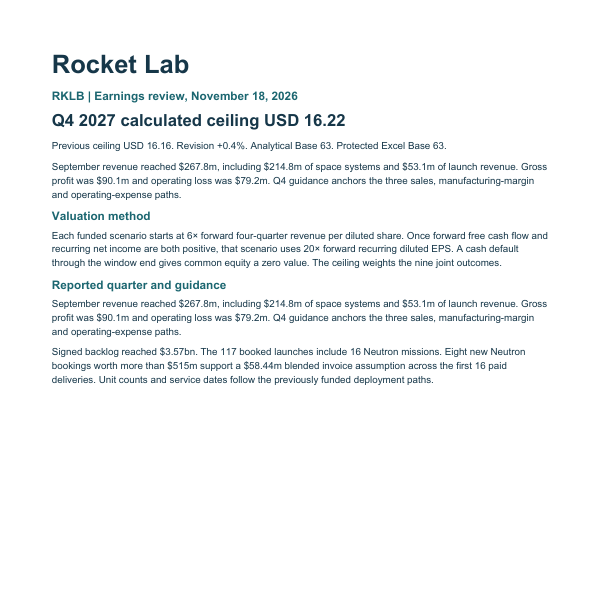 Rocket Lab
RKLB | Earnings review, November 18, 2026
Q4 2027 calculated ceiling USD 16.22
Previous ceiling USD 16.16. Revision +0.4%. Analytical Base 63. Protected Excel Base 63.
September revenue reached $267.8m, including $214.8m of space systems and $53.1m of launch revenue. Gross
profit was $90.1m and operating loss was $79.2m. Q4 guidance anchors the three sales, manufacturing-margin
and operating-expense paths.
Valuation method
Each funded scenario starts at 6× forward four-quarter revenue per diluted share. Once forward free cash flow and
recurring net income are both positive, that scenario uses 20× forward recurring diluted EPS. A cash default
through the window end gives common equity a zero value. The ceiling weights the nine joint outcomes.
Reported quarter and guidance
September revenue reached $267.8m, including $214.8m of space systems and $53.1m of launch revenue. Gross
profit was $90.1m and operating loss was $79.2m. Q4 guidance anchors the three sales, manufacturing-margin
and operating-expense paths.
Signed backlog reached $3.57bn. The 117 booked launches include 16 Neutron missions. Eight new Neutron
bookings worth more than $515m support a $58.44m blended invoice assumption across the first 16 paid
deliveries. Unit counts and service dates follow the previously funded deployment paths.